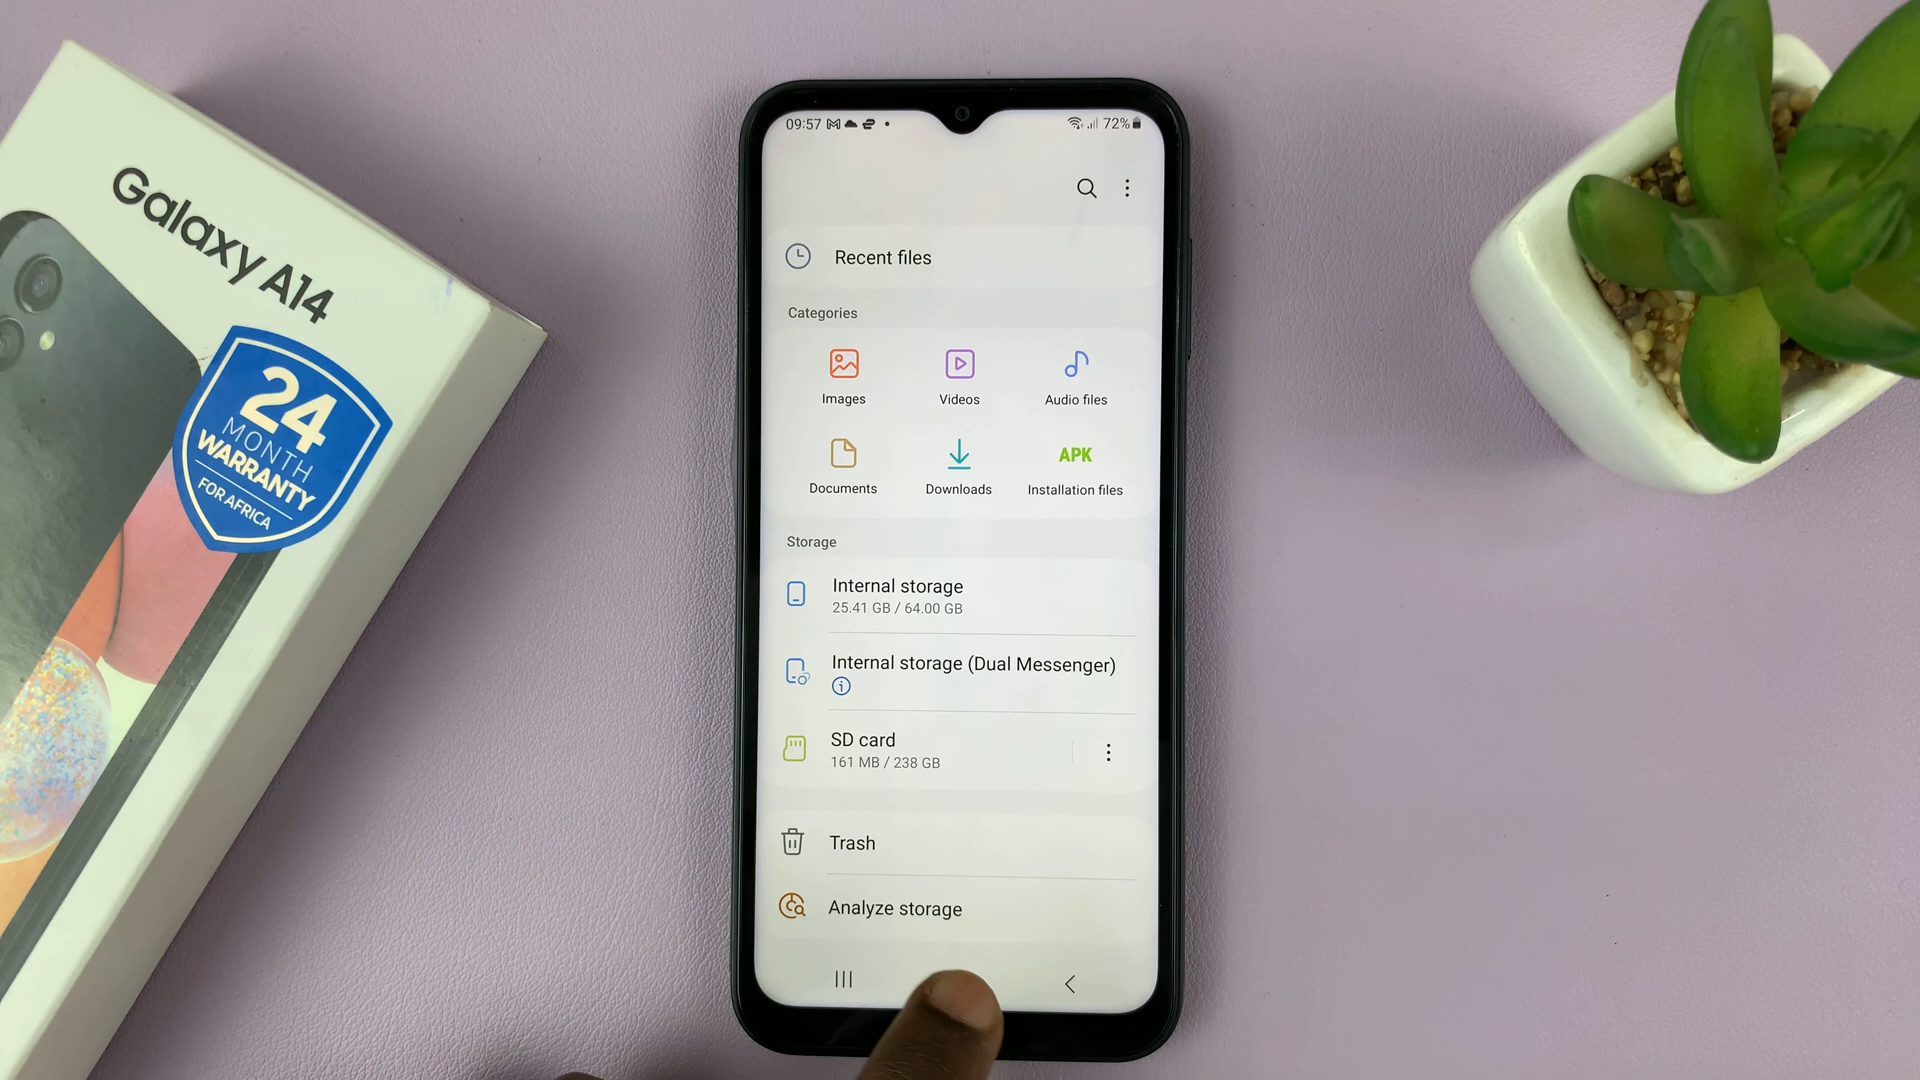 Galaxy A14
24
MONTH
WARRANTY
FOR AFRICA
09:57
72%
Recent files
Categories
Images
Videos
Audio files
Documents
Downloads
APK
Installation files
Storage
Internal storage
25.41 GB / 64.00 GB
Internal storage (Dual Messenger)
SD card
161 MB / 238 GB
Trash
Analyze storage